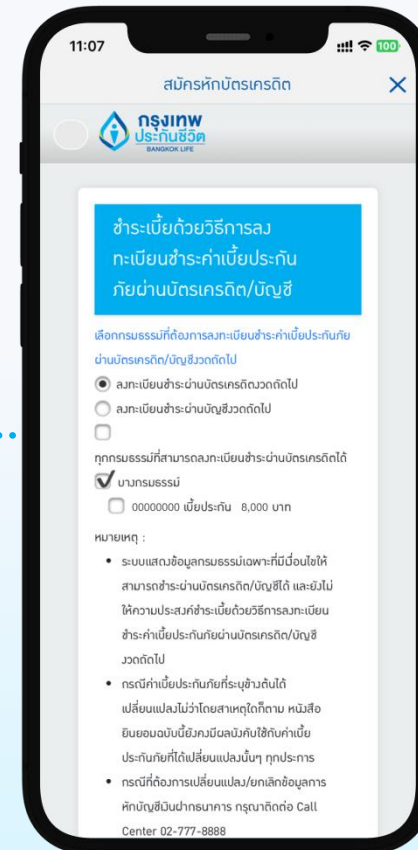 11:07
100
สมัครหักบัตรเครดิต
กรุงเทพ
ประกันชีวิต
BANGKOK LIFE
ชำระเบี้ยด้วยวิธีการลง
ทะเบียนชำระค่าเบี้ยประกัน
ภัยผ่านบัตรเครดิต/บัญชี
เลือกกรมธรรม์ที่ต้องการลงทะเบียนชำระค่าเบี้ยประกันภัย
ผ่านบัตรเครดิต/บัญชีงวดถัดไป
ลงทะเบียนชำระผ่านบัตรเครดิตงวดถัดไป
ลงทะเบียนชำระผ่านบัญชีงวดถัดไป
ทุกกรมธรรม์ที่สามารถลงทะเบียนชำระผ่านบัตรเครดิตได้
บางกรมธรรม์
00000000 เบี้ยประกัน 8,000 บาท
หมายเหตุ :
• ระบบแสดงข้อมูลกรมธรรม์เฉพาะที่มีเงื่อนไขให้
สามารถชำระผ่านบัตรเครดิต/บัญชีได้ และยังไม่
ให้ความประสงค์ชำระเบี้ยด้วยวิธีการลงทะเบียน
ชำระค่าเบี้ยประกันภัยผ่านบัตรเครดิต/บัญชี
งวดถัดไป
• กรณีค่าเบี้ยประกันภัยที่ระบุข้างต้นได้
เปลี่ยนแปลงไม่ว่าโดยสาเหตุใดก็ตาม หนังสือ
ยินยอมฉบับนี้ยังคงมีผลบังคับใช้กับค่าเบี้ย
ประกันภัยที่ได้เปลี่ยนแปลงนั้นๆ ทุกประการ
• กรณีที่ต้องการเปลี่ยนแปลง/ยกเลิกข้อมูลการ
หักบัญชีเงินฝากธนาคาร กรุณาติดต่อ Call
Center 02-777-8888